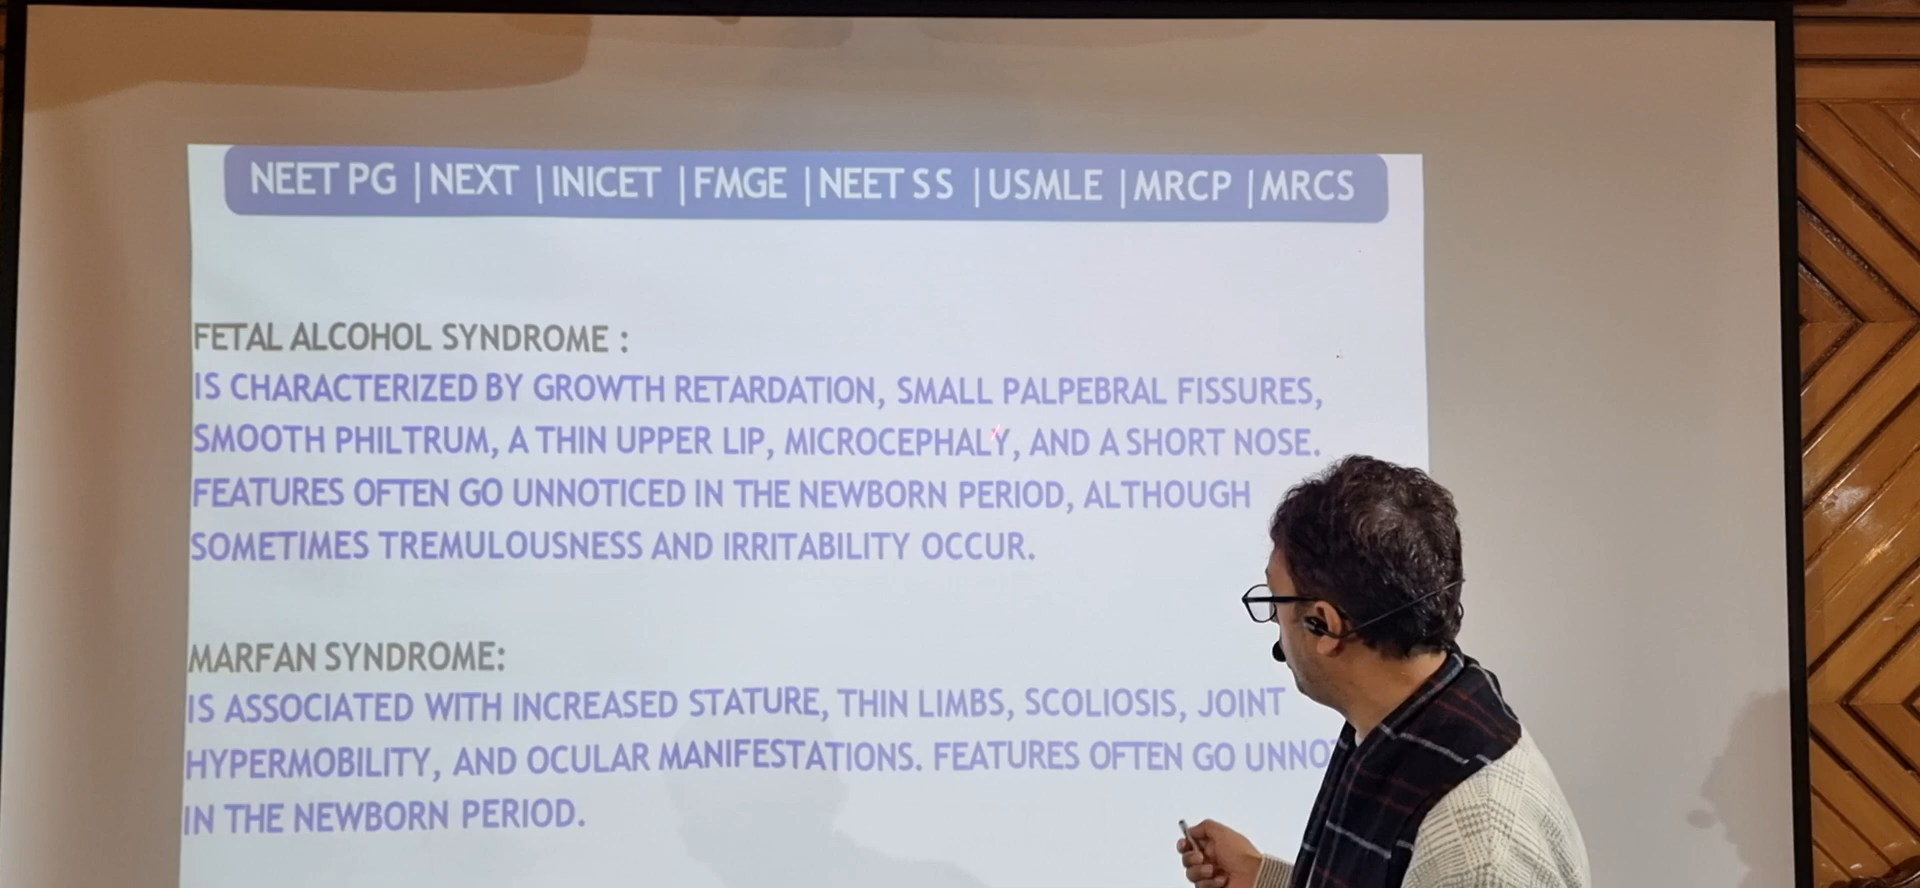 NEET PG | NEXT | INICET | FMGE | NEET SS | USMLE | MRCP | MRCS
FETAL ALCOHOL SYNDROME :
IS CHARACTERIZED BY GROWTH RETARDATION, SMALL PALPEBRAL FISSURES,
SMOOTH PHILTRUM, A THIN UPPER LIP, MICROCEPHALY, AND A SHORT NOSE.
FEATURES OFTEN GO UNNOTICED IN THE NEWBORN PERIOD, ALTHOUGH
SOMETIMES TREMULOUSNESS AND IRRITABILITY OCCUR.
MARFAN SYNDROME:
IS ASSOCIATED WITH INCREASED STATURE, THIN LIMBS, SCOLIOSIS, JOINT
HYPERMOBILITY, AND OCULAR MANIFESTATIONS. FEATURES OFTEN GO
IN THE NEWBORN PERIOD.